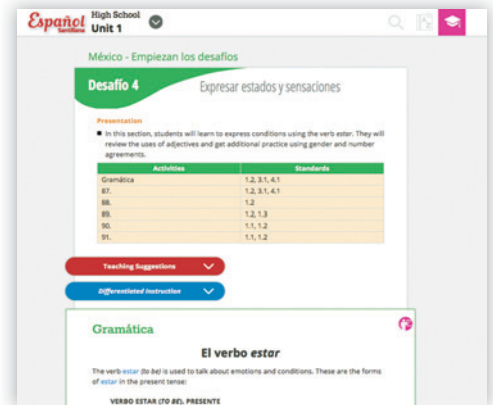 Español
Santillana
High School
Unit 1
México - Empiezan los desafíos
Desafío 4
Expresar estados y sensaciones
Presentation
■ In this section, students will learn to express conditions using the verb estar. They will
review the uses of adjectives and get additional practice using gender and number
agreements.
Activities Standards
Gramática 1.2, 3.1, 4.1
87. 1.2, 3.1, 4.1
88. 1.2
89. 1.2, 1.3
90. 1.1, 1.2
91. 1.1, 1.2
Teaching Suggestions
Differentiated Instruction
Gramática
El verbo estar
The verb estar (to be) is used to talk about emotions and conditions. These are the forms
of estar in the present tense:
VERBO ESTAR (TO BE), PRESENTE